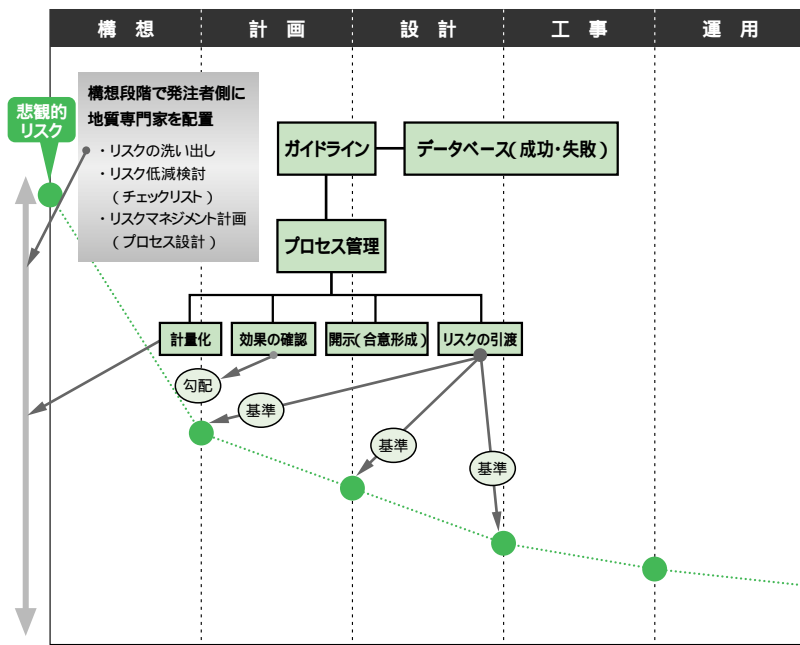 構 想
計 画
設 計
工 事
運 用
悲観的
リスク
構想段階で発注者側に
地質専門家を配置
・リスクの洗い出し
・リスク低減検討
(チェックリスト)
・リスクマネジメント計画
(プロセス設計)
ガイドライン
データベース(成功・失敗)
プロセス管理
計量化
効果の確認
開示(合意形成)
リスクの引渡
勾配
基準
基準
基準